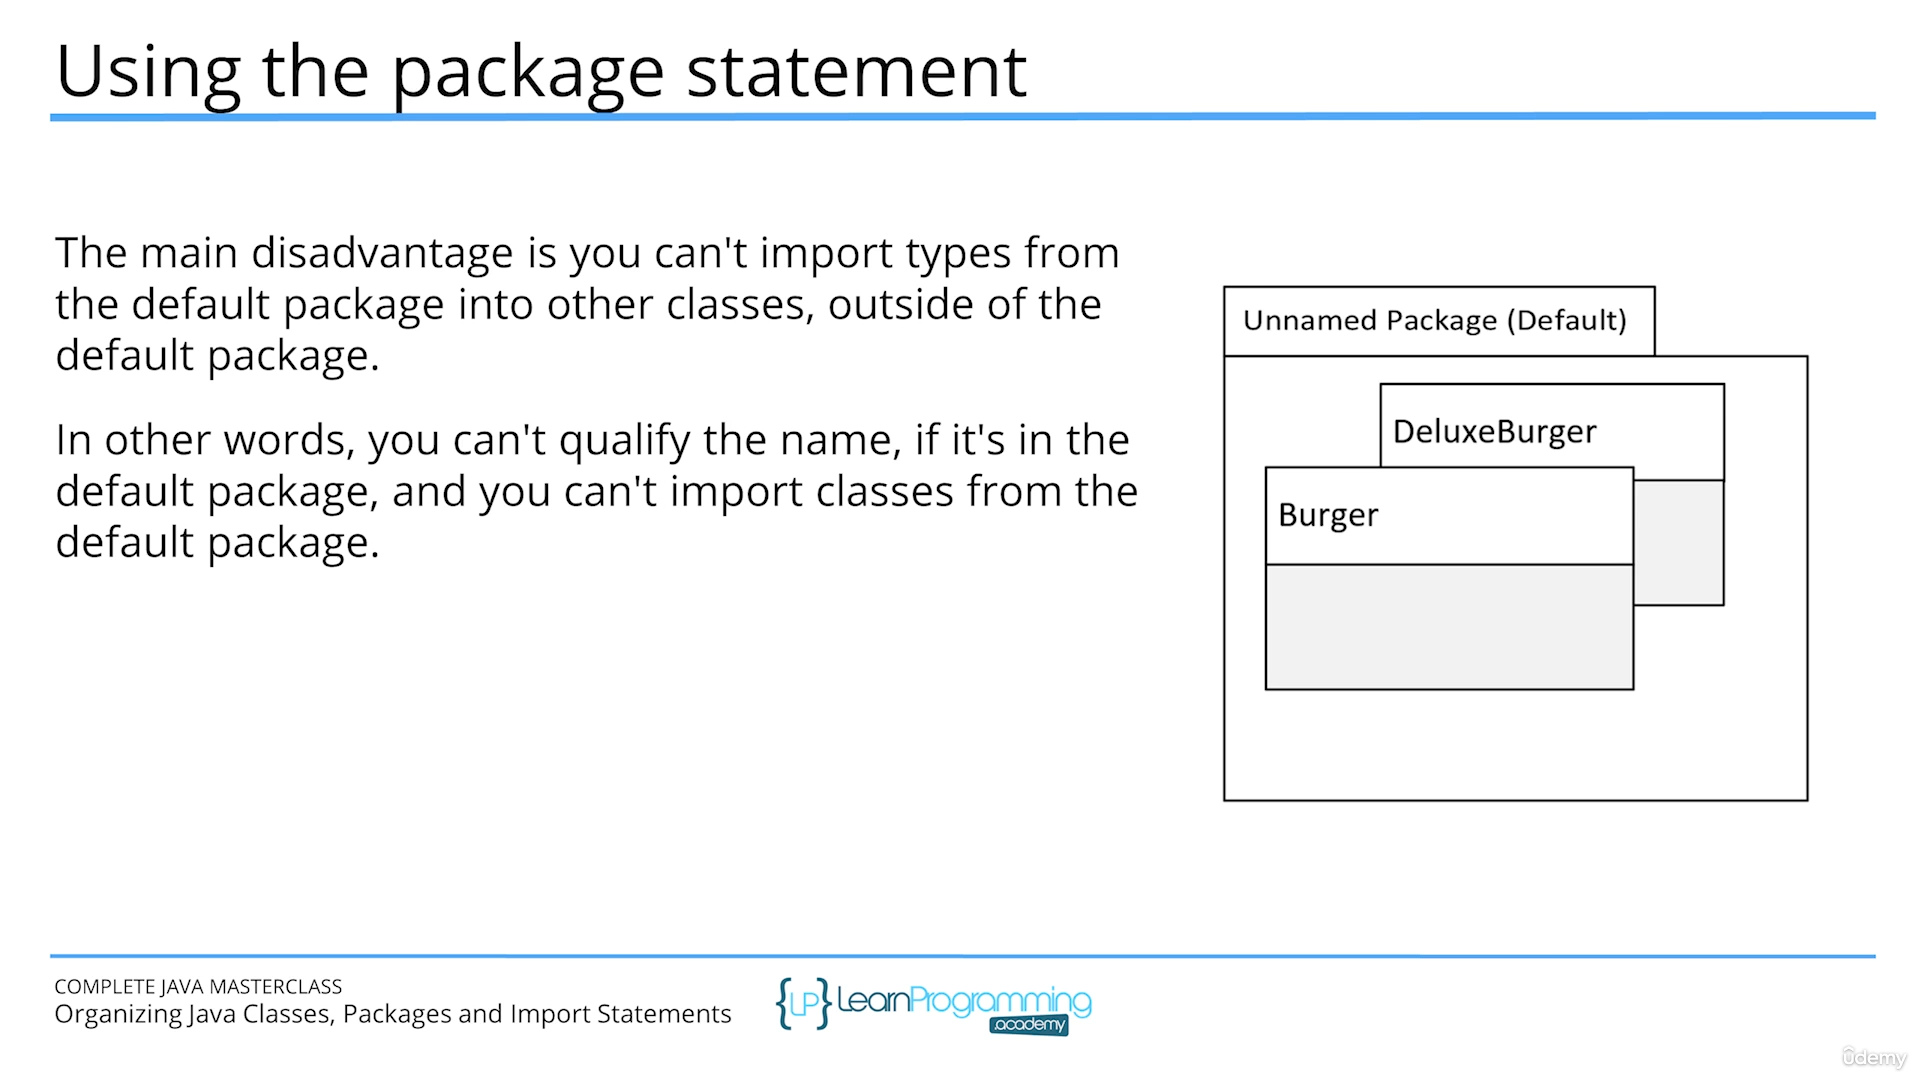 Using the package statement
The main disadvantage is you can't import types from
the default package into other classes, outside of the
default package.
In other words, you can't qualify the name, if it's in the
default package, and you can't import classes from the
default package.
Unnamed Package (Default)
DeluxeBurger
Burger
COMPLETE JAVA MASTERCLASS
Organizing Java Classes, Packages and Import Statements
{LP} LearnProgramming
.academy
ûdemy